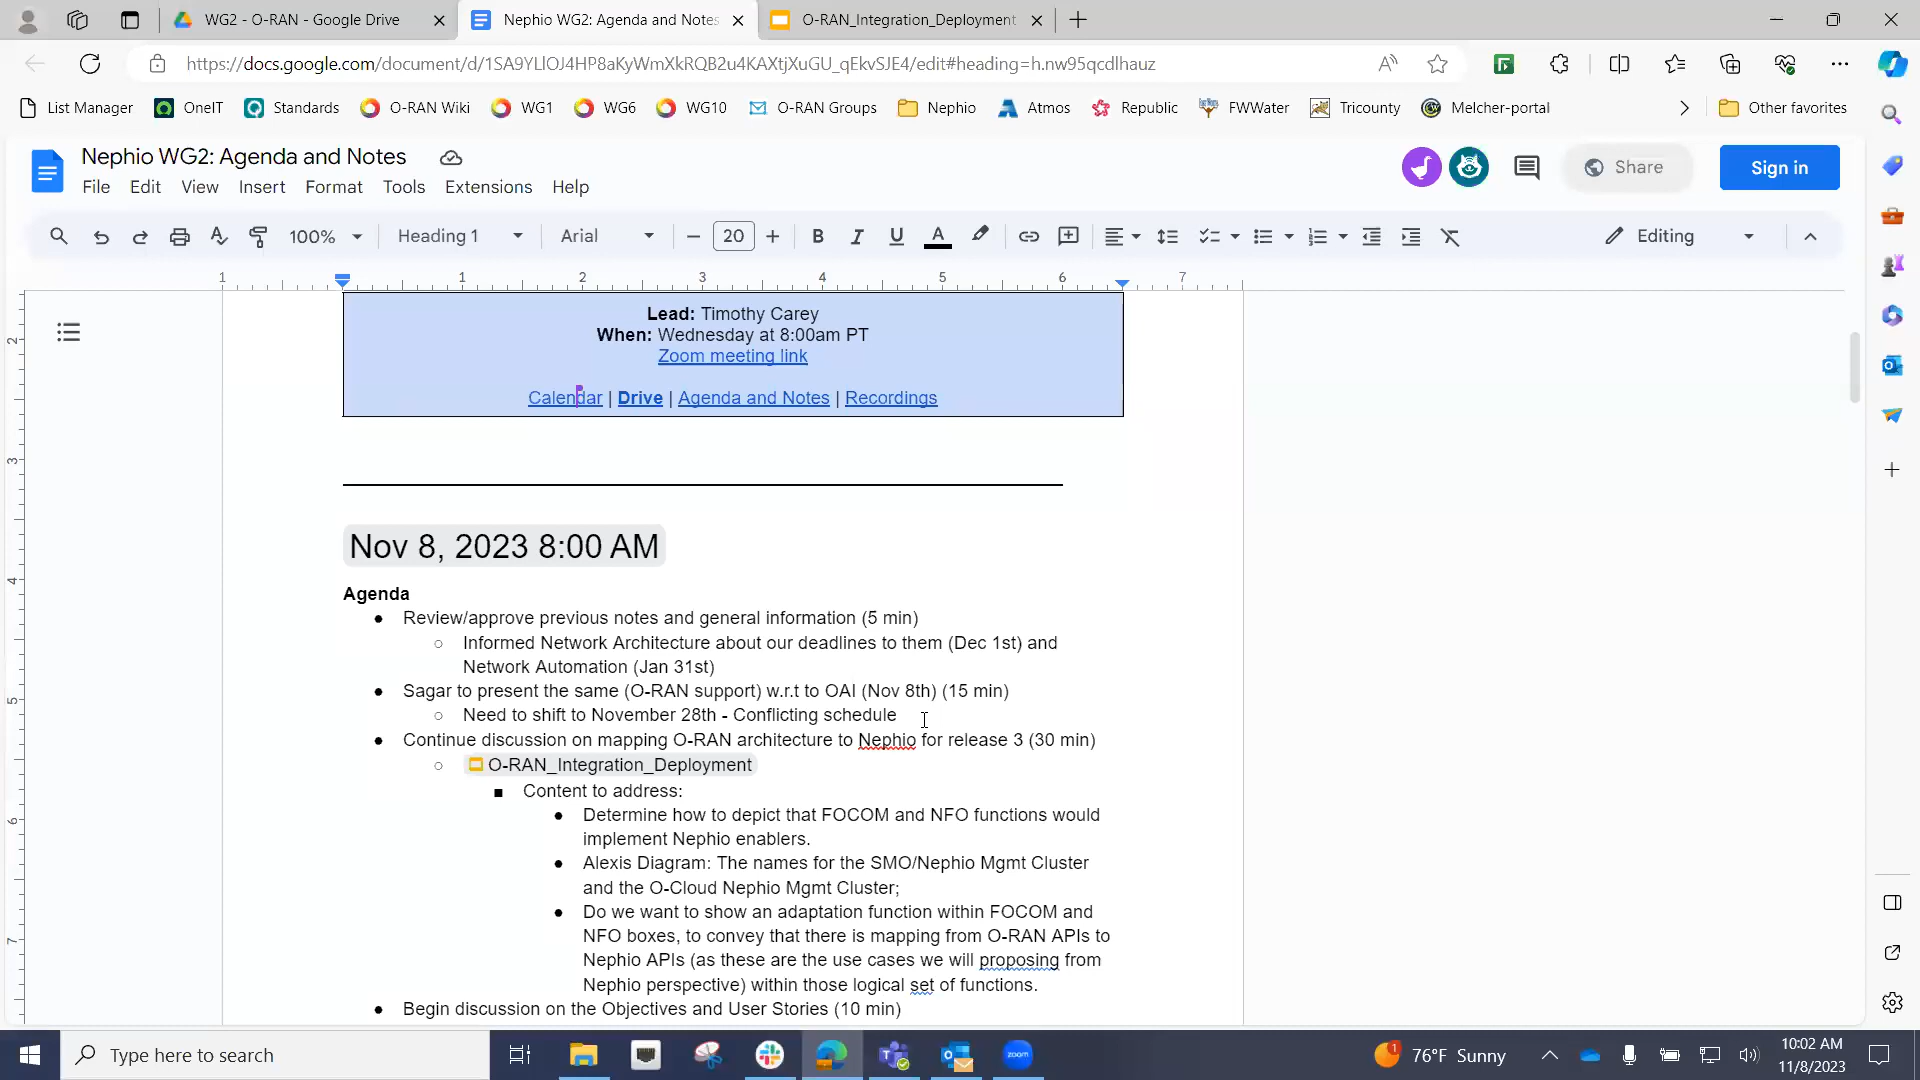 WG2 - O-RAN - Google Drive
Nephio WG2: Agenda and Notes
O-RAN_Integration_Deployment
https://docs.google.com/document/d/1SA9YLlOJ4HP8aKyWmXkRQB2u4KAXtjXuGU_qEkvSJE4/edit#heading=h.nw95qcdlhauz
List Manager
OneIT
Standards
O-RAN Wiki
WG1
WG6
WG10
O-RAN Groups
Nephio
Atmos
Republic
FWWater
Tricounty
Melcher-portal
Other favorites
Nephio WG2: Agenda and Notes
Share
Sign in
File Edit View Insert Format Tools Extensions Help
100% Heading 1 Arial 20 B I U A Editing
1 1 2 3 4 5 6 7
Lead: Timothy Carey
When: Wednesday at 8:00am PT
Zoom meeting link
Calendar | Drive | Agenda and Notes | Recordings
Nov 8, 2023 8:00 AM
Agenda
● Review/approve previous notes and general information (5 min)
○ Informed Network Architecture about our deadlines to them (Dec 1st) and
Network Automation (Jan 31st)
● Sagar to present the same (O-RAN support) w.r.t to OAI (Nov 8th) (15 min)
○ Need to shift to November 28th - Conflicting schedule
● Continue discussion on mapping O-RAN architecture to Nephio for release 3 (30 min)
○ O-RAN_Integration_Deployment
■ Content to address:
● Determine how to depict that FOCOM and NFO functions would
implement Nephio enablers.
● Alexis Diagram: The names for the SMO/Nephio Mgmt Cluster
and the O-Cloud Nephio Mgmt Cluster;
● Do we want to show an adaptation function within FOCOM and
NFO boxes, to convey that there is mapping from O-RAN APIs to
Nephio APIs (as these are the use cases we will proposing from
Nephio perspective) within those logical set of functions.
● Begin discussion on the Objectives and User Stories (10 min)
2
3
4
5
6
7
Type here to search
zoom
1
76°F Sunny
10:02 AM
11/8/2023